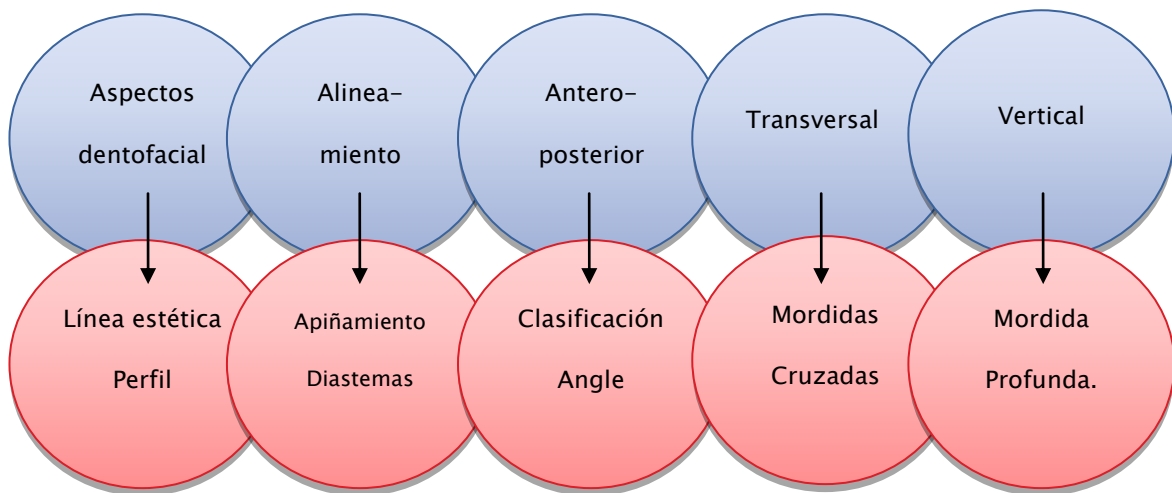 Aspectos
dentofacial
Alinea-
miento
Antero-
posterior
Transversal
Vertical
Línea estética
Perfil
Apiñamiento
Diastemas
Clasificación
Angle
Mordidas
Cruzadas
Mordida
Profunda.